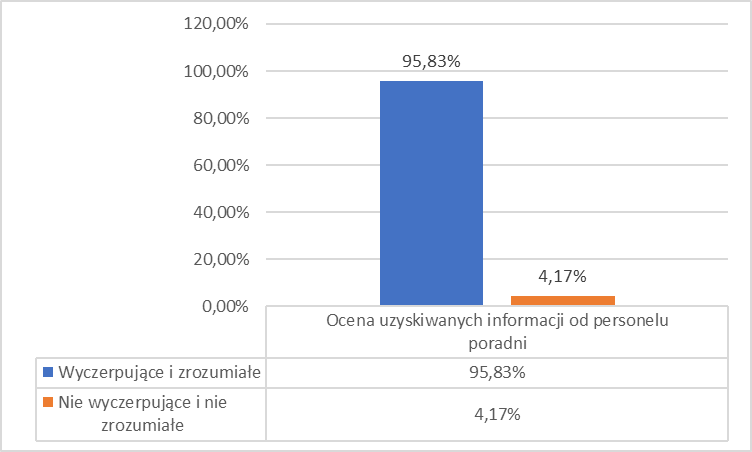 120,00%
100,00%
80,00%
60,00%
40,00%
20,00%
0,00%
95,83%
4,17%
Ocena uzyskiwanych informacji od personelu
poradni
Wyczerpujące i zrozumiałe
95,83%
Nie wyczerpujące i nie
zrozumiałe
4,17%